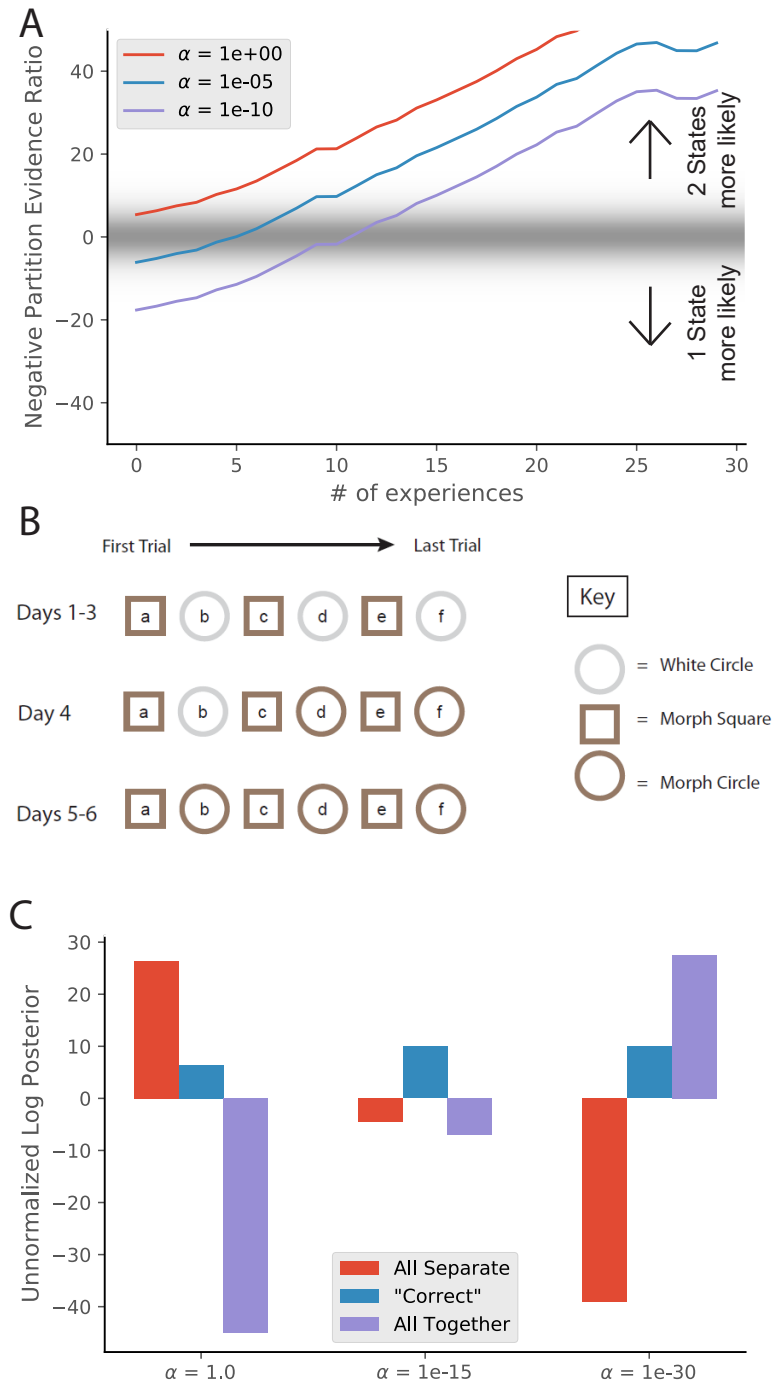 A
Negative Partition Evidence Ratio
α = 1e+00
α = 1e-05
α = 1e-10
40
20
0
−20
−40
2 States
more likely
1 State
more likely
0 5 10 15 20 25 30
# of experiences
B
First Trial Last Trial
Days 1-3 a b c d e f
Day 4 a b c d e f
Days 5-6 a b c d e f
Key
= White Circle
= Morph Square
= Morph Circle
C
Unnormalized Log Posterior
30
20
10
0
−10
−20
−30
−40
All Separate
"Correct"
All Together
α = 1.0 α = 1e-15 α = 1e-30